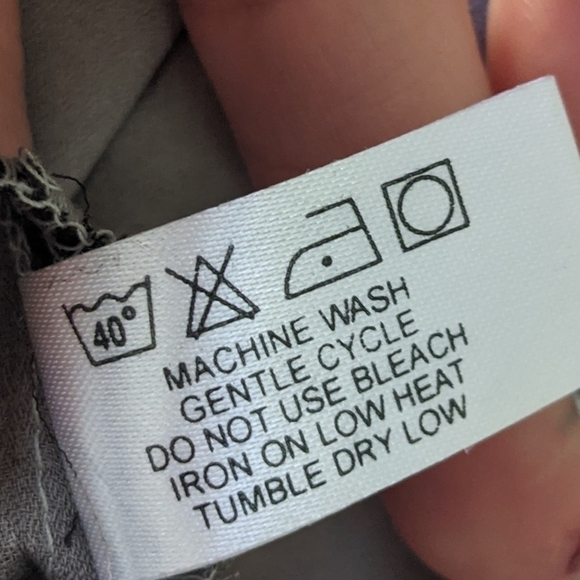 40°
MACHINE WASH
GENTLE CYCLE
DO NOT USE BLEACH
IRON ON LOW HEAT
TUMBLE DRY LOW